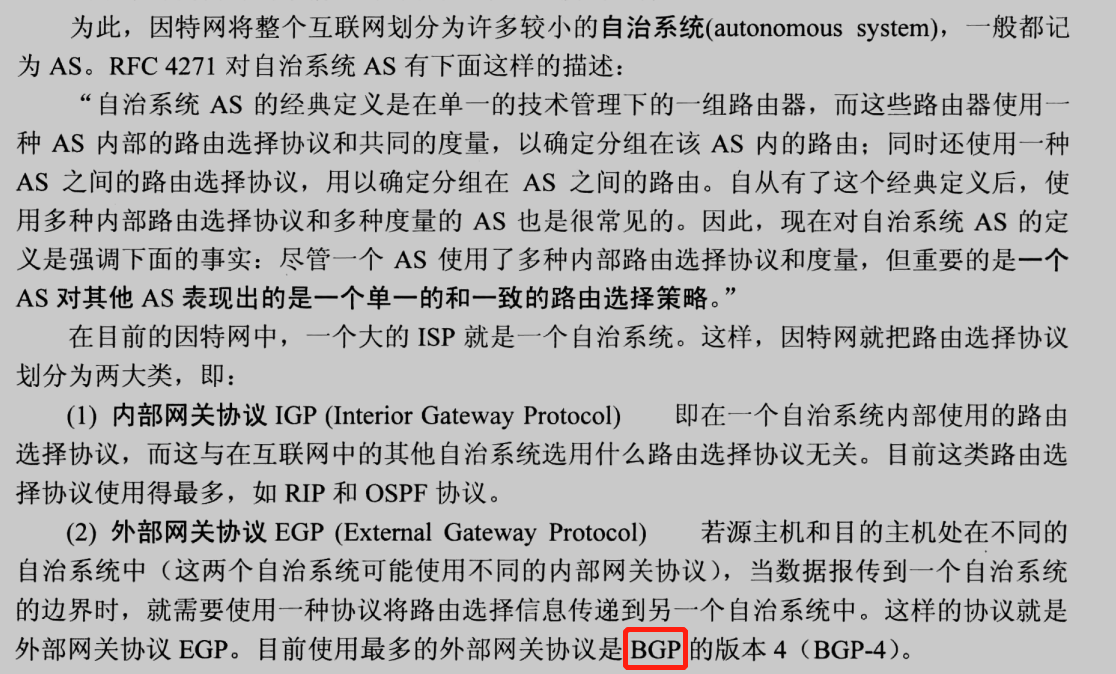 为此，因特网将整个互联网划分为许多较小的自治系统(autonomous system)，一般都记
为 AS。RFC 4271 对自治系统 AS 有下面这样的描述：
“自治系统 AS 的经典定义是在单一的技术管理下的一组路由器，而这些路由器使用一
种 AS 内部的路由选择协议和共同的度量，以确定分组在该 AS 内的路由；同时还使用一种
AS 之间的路由选择协议，用以确定分组在 AS 之间的路由。自从有了这个经典定义后，使
用多种内部路由选择协议和多种度量的 AS 也是很常见的。因此，现在对自治系统 AS 的定
义是强调下面的事实：尽管一个 AS 使用了多种内部路由选择协议和度量，但重要的是一个
AS 对其他 AS 表现出的是一个单一的和一致的路由选择策略。”
在目前的因特网中，一个大的 ISP 就是一个自治系统。这样，因特网就把路由选择协议
划分为两大类，即：
(1) 内部网关协议 IGP (Interior Gateway Protocol) 即在一个自治系统内部使用的路由
选择协议，而这与在互联网中的其他自治系统选用什么路由选择协议无关。目前这类路由选
择协议使用得最多，如 RIP 和 OSPF 协议。
(2) 外部网关协议 EGP (External Gateway Protocol) 若源主机和目的主机处在不同的
自治系统中（这两个自治系统可能使用不同的内部网关协议），当数据报传到一个自治系统
的边界时，就需要使用一种协议将路由选择信息传递到另一个自治系统中。这样的协议就是
外部网关协议 EGP。目前使用最多的外部网关协议是 BGP 的版本 4（BGP-4）。